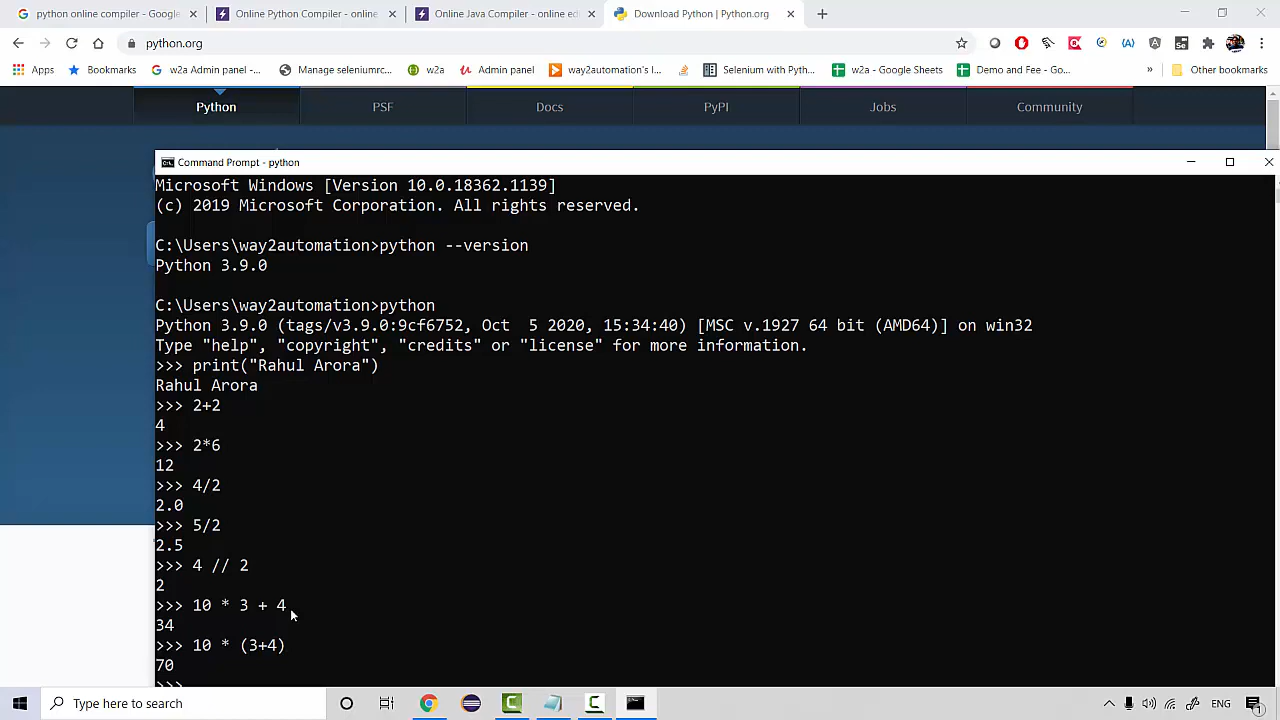 python online compiler - Google
Online Python Compiler - online
Online Java Compiler - online ed
Download Python | Python.org
python.org
Apps
Bookmarks
w2a Admin panel -...
Manage seleniumrc...
w2a
Admin panel
way2automation's l...
Selenium with Pyth...
w2a - Google Sheets
Demo and Fee - Go...
»
Other bookmarks
Python
PSF
Docs
PyPI
Jobs
Community
Command Prompt - python
Microsoft Windows [Version 10.0.18362.1139]
(c) 2019 Microsoft Corporation. All rights reserved.
C:\Users\way2automation>python --version
Python 3.9.0
C:\Users\way2automation>python
Python 3.9.0 (tags/v3.9.0:9cf6752, Oct  5 2020, 15:34:40) [MSC v.1927 64 bit (AMD64)] on win32
Type "help", "copyright", "credits" or "license" for more information.
>>> print("Rahul Arora")
Rahul Arora
>>> 2+2
4
>>> 2*6
12
>>> 4/2
2.0
>>> 5/2
2.5
>>> 4 // 2
2
>>> 10 * 3 + 4
34
>>> 10 * (3+4)
70
>>>
Type here to search
ENG